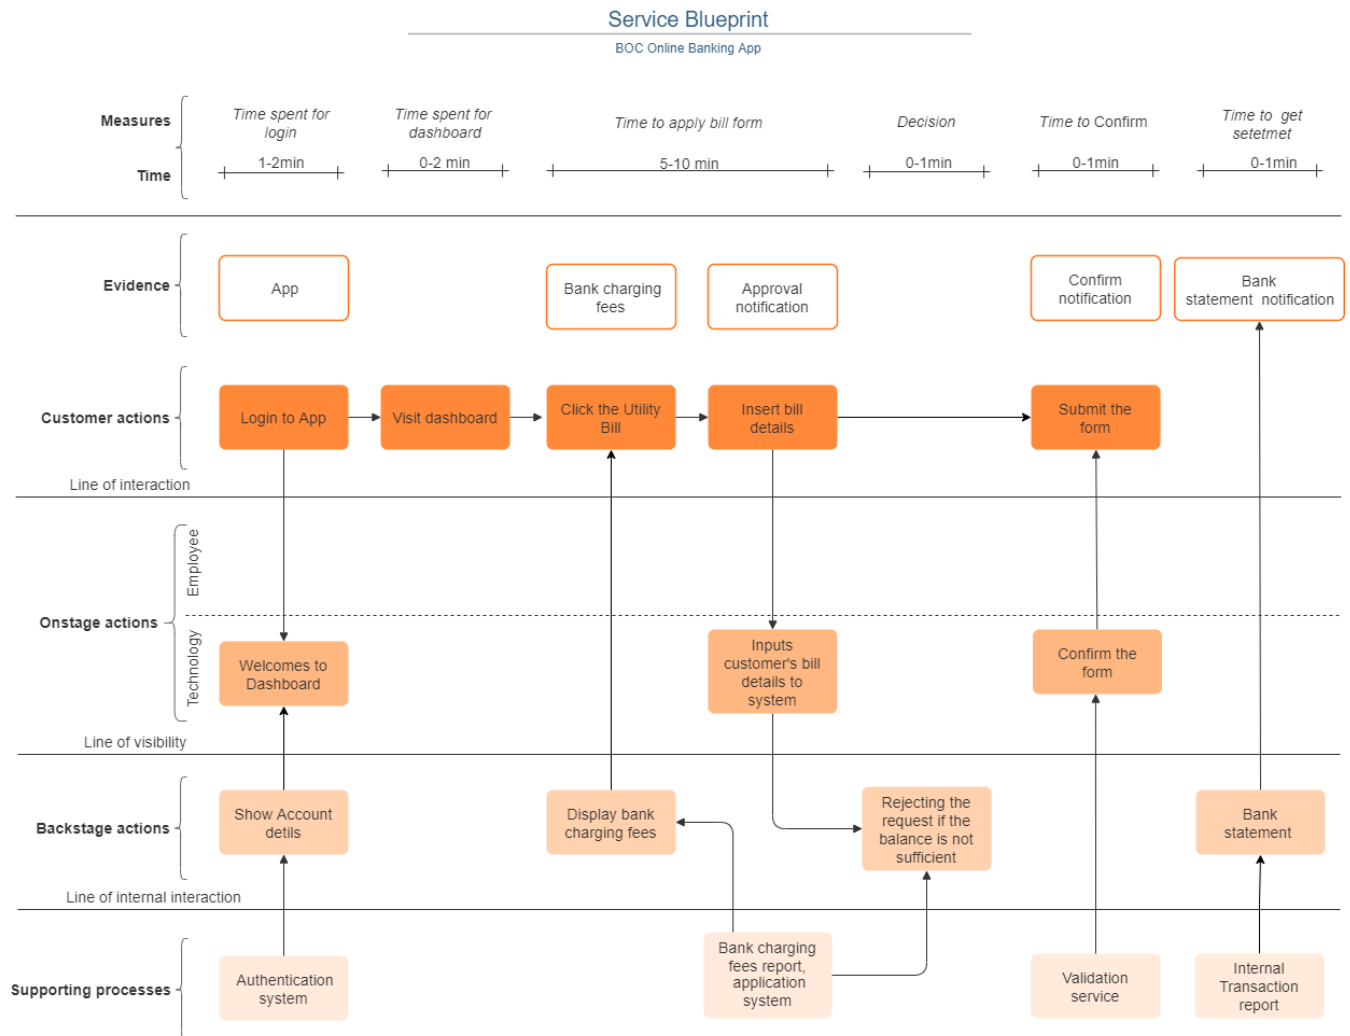 Service Blueprint
BOC Online Banking App
Measures
Time spent for
login
Time spent for
dashboard
Time to apply bill form
Decision
Time to Confirm
Time to get
setetmet
Time
1-2min
0-2 min
5-10 min
0-1min
0-1min
0-1min
Evidence
App
Bank charging
fees
Approval
notification
Confirm
notification
Bank
statement notification
Customer actions
Login to App
Visit dashboard
Click the Utility
Bill
Insert bill
details
Submit the
form
Line of interaction
Onstage actions
Employee
Technology
Welcomes to
Dashboard
Inputs
customer's bill
details to
system
Confirm the
form
Line of visibility
Backstage actions
Show Account
detils
Display bank
charging fees
Rejecting the
request if the
balance is not
sufficient
Bank
statement
Line of internal interaction
Supporting processes
Authentication
system
Bank charging
fees report,
application
system
Validation
service
Internal
Transaction
report